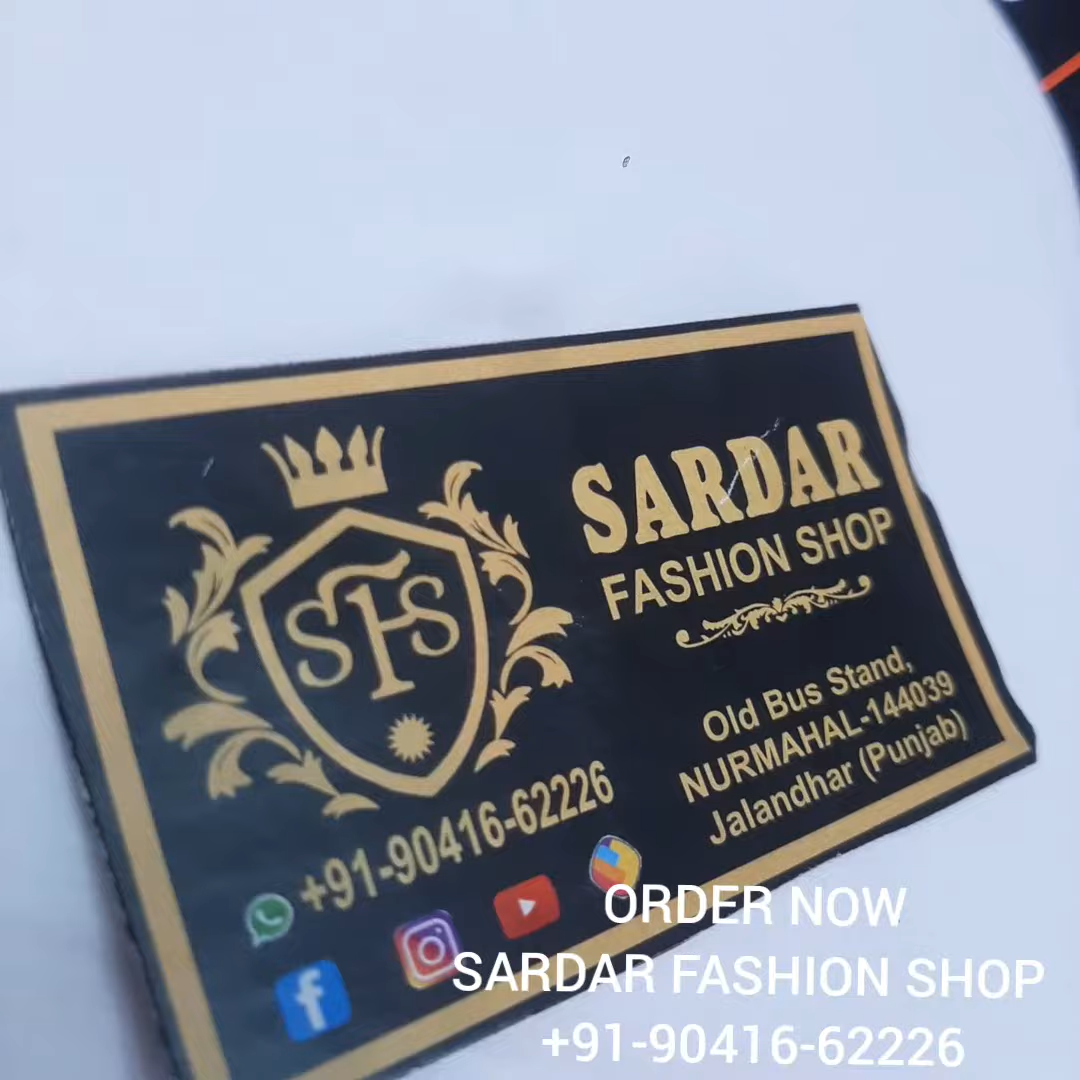 SFS
SARDAR
FASHION SHOP
Old Bus Stand,
NURMAHAL-144039
Jalandhar (Punjab)
+91-90416-62226
ORDER NOW
SARDAR FASHION SHOP
+91-90416-62226